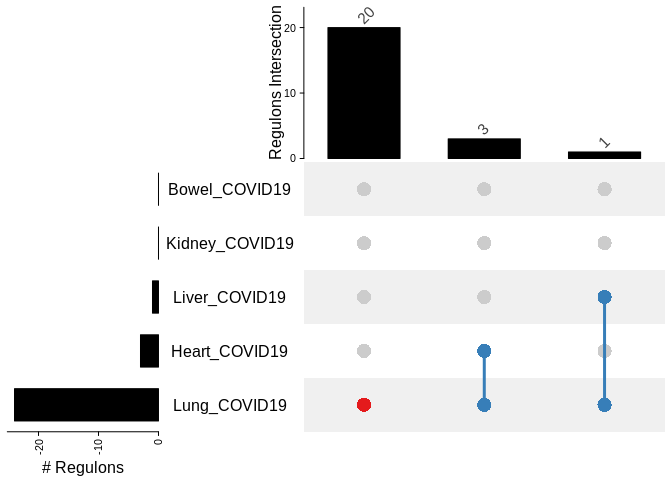 Regulons Intersection
20
10
0
20
3
1
Bowel_COVID19
Kidney_COVID19
Liver_COVID19
Heart_COVID19
Lung_COVID19
-20
-10
0
# Regulons